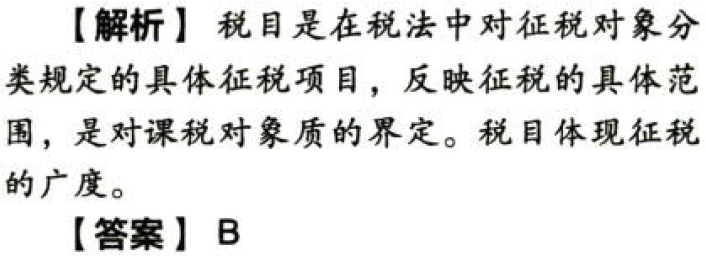 【解析】 税目是在税法中对征税对象分
类规定的具体征税项目，反映征税的具体范
围，是对课税对象质的界定。税目体现征税
的广度。
【答案】 B